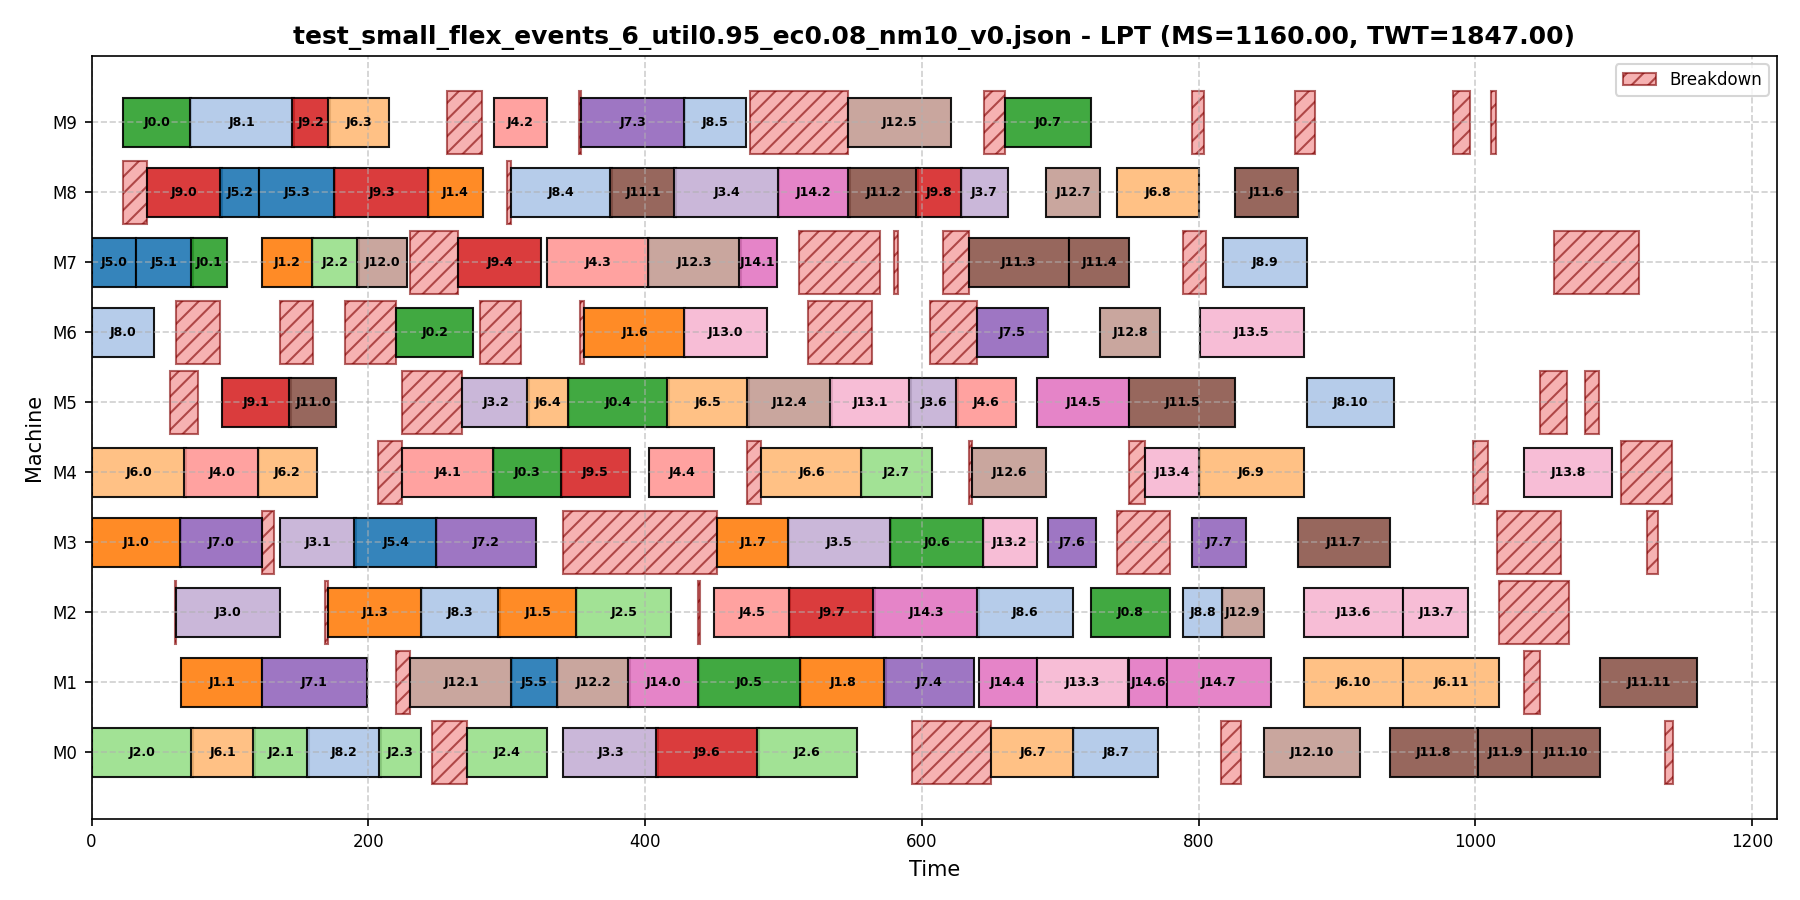 test_small_flex_events_6_util0.95_ec0.08_nm10_v0.json - LPT (MS=1160.00, TWT=1847.00)
Breakdown
M9 J0.0 J8.1 J9.2 J6.3 J4.2 J7.3 J8.5 J12.5 J0.7
M8 J9.0 J5.2 J5.3 J9.3 J1.4 J8.4 J11.1 J3.4 J14.2 J11.2 J9.8 J3.7 J12.7 J6.8 J11.6
M7 J5.0 J5.1 J0.1 J1.2 J2.2 J12.0 J9.4 J4.3 J12.3 J14.1 J11.3 J11.4 J8.9
M6 J8.0 J0.2 J1.6 J13.0 J7.5 J12.8 J13.5
M5 J9.1 J11.0 J3.2 J6.4 J0.4 J6.5 J12.4 J13.1 J3.6 J4.6 J14.5 J11.5 J8.10
M4 J6.0 J4.0 J6.2 J4.1 J0.3 J9.5 J4.4 J6.6 J2.7 J12.6 J13.4 J6.9 J13.8
M3 J1.0 J7.0 J3.1 J5.4 J7.2 J1.7 J3.5 J0.6 J13.2 J7.6 J7.7 J11.7
M2 J3.0 J1.3 J8.3 J1.5 J2.5 J4.5 J9.7 J14.3 J8.6 J0.8 J8.8 J12.9 J13.6 J13.7
M1 J1.1 J7.1 J12.1 J5.5 J12.2 J14.0 J0.5 J1.8 J7.4 J14.4 J13.3 J14.6 J14.7 J6.10 J6.11 J11.11
M0 J2.0 J6.1 J2.1 J8.2 J2.3 J2.4 J3.3 J9.6 J2.6 J6.7 J8.7 J12.10 J11.8 J11.9 J11.10
Machine
0 200 400 600 800 1000 1200
Time